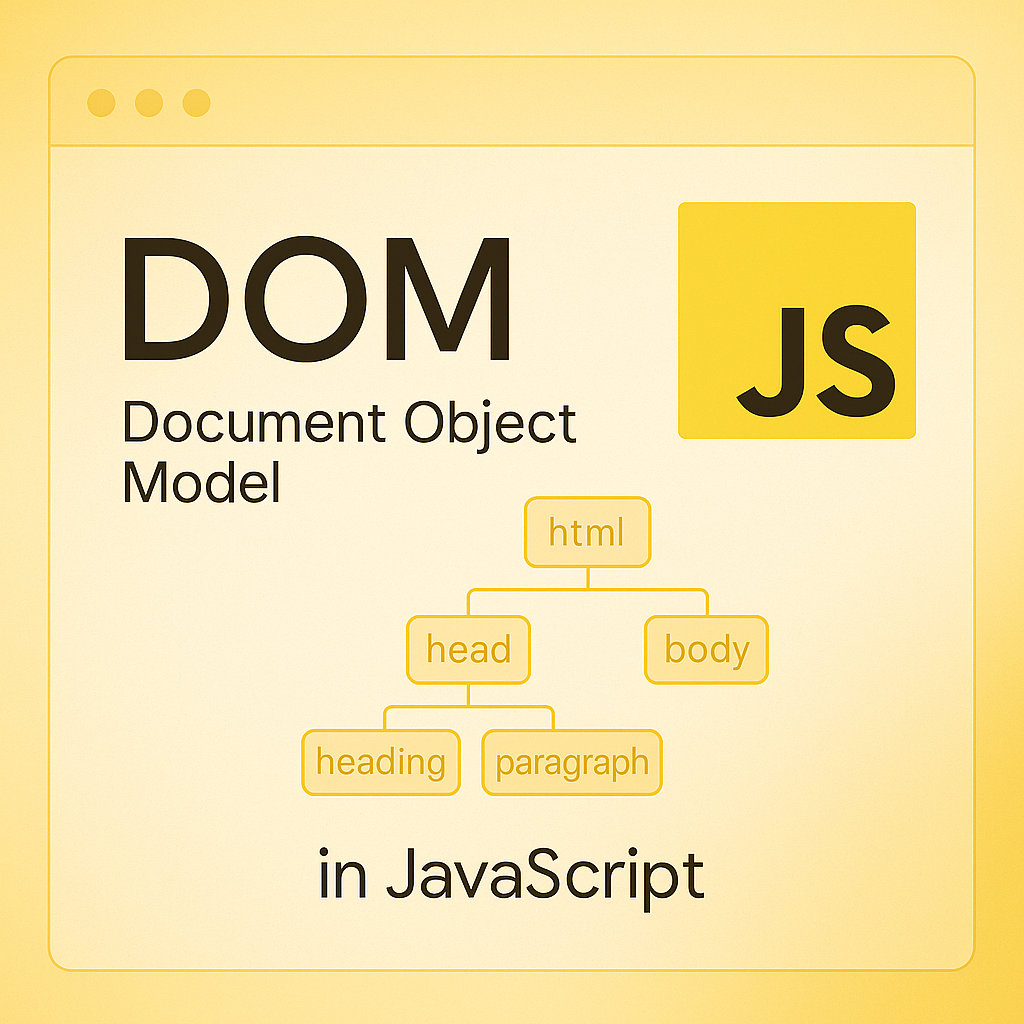 DOM
JS
Document Object
Model
html
head
body
heading
paragraph
in JavaScript